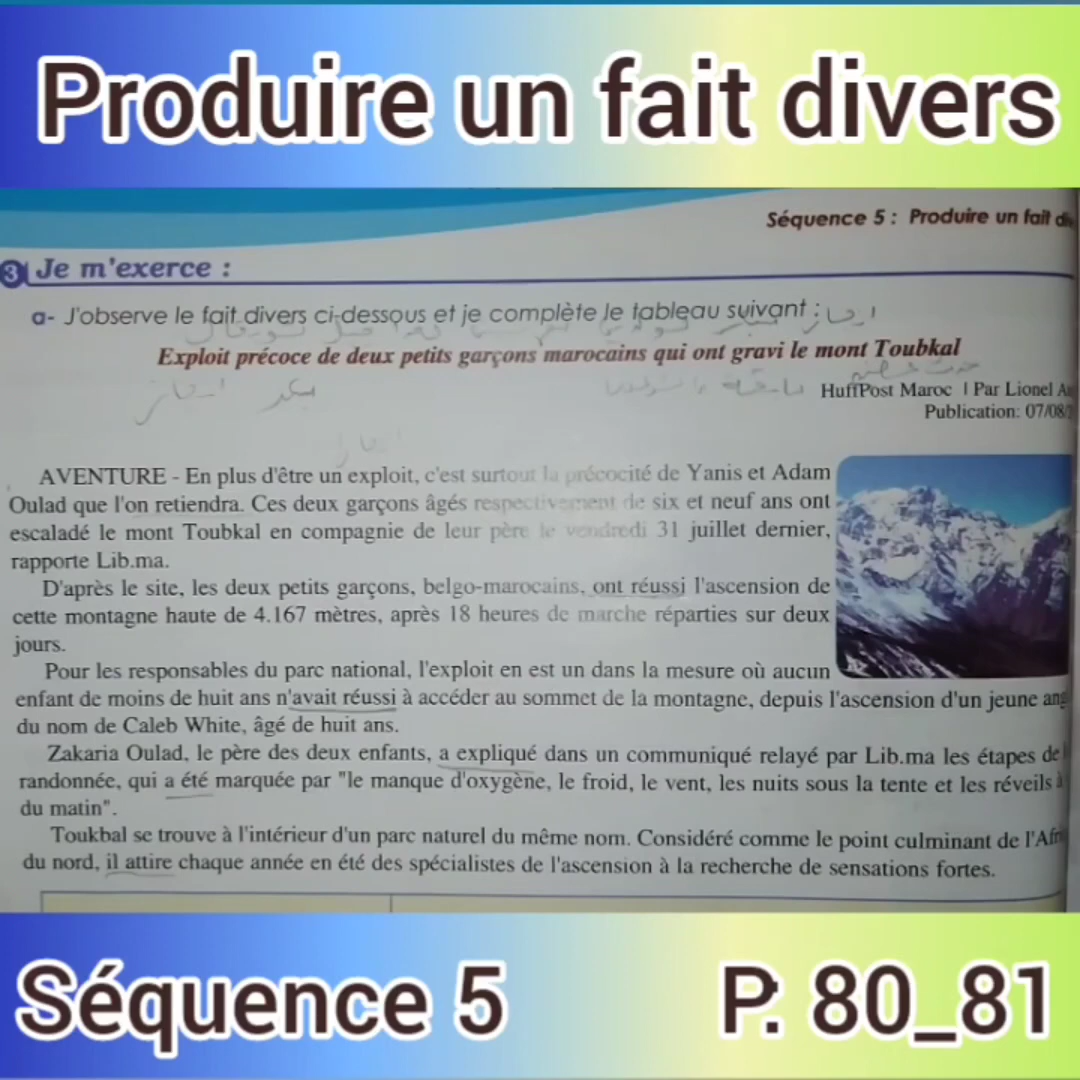 Produire un fait divers
Séquence 5 : Produire un fait
3 Je m'exerce :
a- J'observe le fait divers ci-dessous et je complète le tableau suivant :
Exploit précoce de deux petits garçons marocains qui ont gravi le mont Toubkal
HuffPost Maroc | Par Lionel
Publication: 07/08/
AVENTURE - En plus d'être un exploit, c'est surtout la précocité de Yanis et Adam
Oulad que l'on retiendra. Ces deux garçons âgés respectivement de six et neuf ans ont
escaladé le mont Toubkal en compagnie de leur père le vendredi 31 juillet dernier,
rapporte Lib.ma.
D'après le site, les deux petits garçons, belgo-marocains, ont réussi l'ascension de
cette montagne haute de 4.167 mètres, après 18 heures de marche réparties sur deux
jours.
Pour les responsables du parc national, l'exploit en est un dans la mesure où aucun
enfant de moins de huit ans n'avait réussi à accéder au sommet de la montagne, depuis l'ascension d'un jeune
du nom de Caleb White, âgé de huit ans.
Zakaria Oulad, le père des deux enfants, a expliqué dans un communiqué relayé par Lib.ma les étapes de
randonnée, qui a été marquée par "le manque d'oxygène, le froid, le vent, les nuits sous la tente et les réveils à
du matin".
Toukbal se trouve à l'intérieur d'un parc naturel du même nom. Considéré comme le point culminant de
du nord, il attire chaque année en été des spécialistes de l'ascension à la recherche de sensations fortes.
Séquence 5 P. 80_81